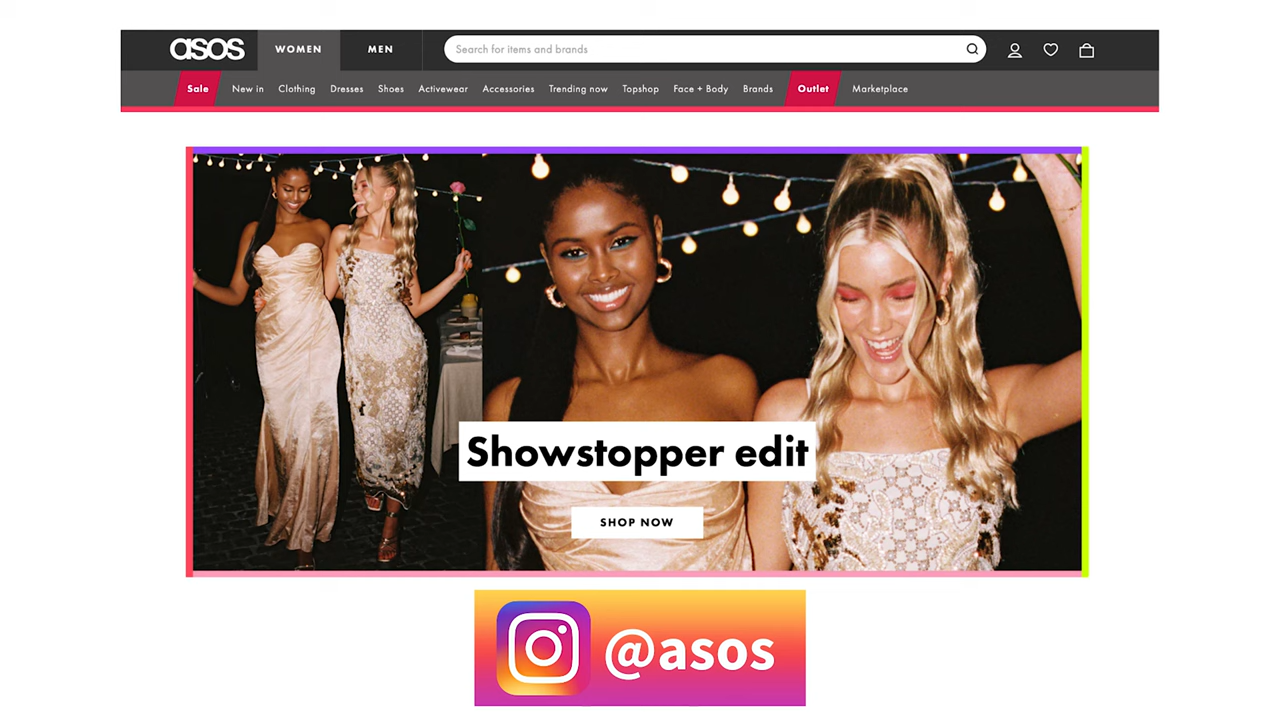 asos WOMEN MEN Search for items and brands
Sale New in Clothing Dresses Shoes Activewear Accessories Trending now Topshop Face + Body Brands Outlet Marketplace
Showstopper edit
SHOP NOW
@asos